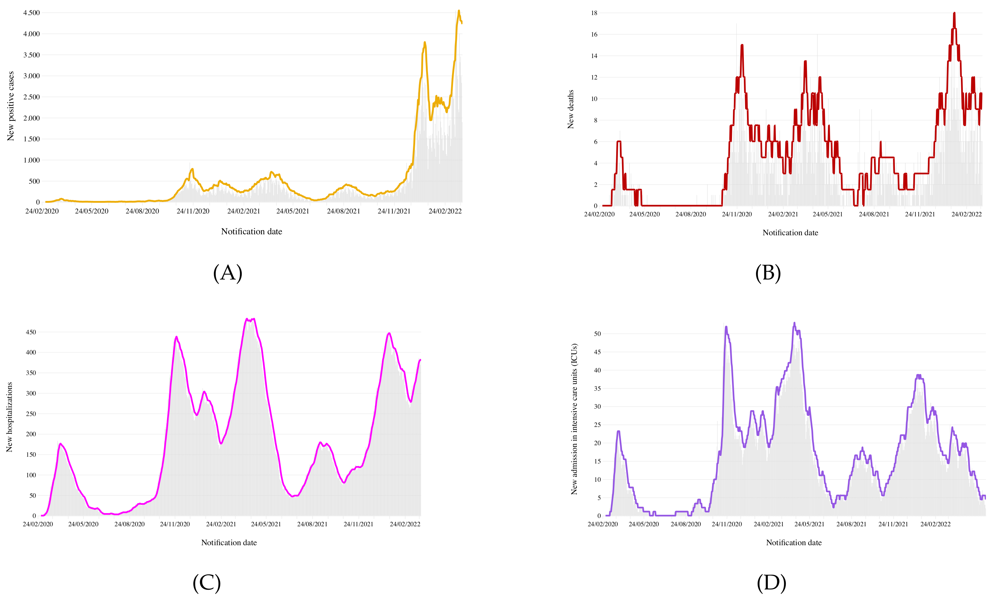 New positive cases
4.500
4.000
3.500
3.000
2.500
2.000
1.500
1.000
500
0
24/02/2020 24/05/2020 24/08/2020 24/11/2020 24/02/2021 24/05/2021 24/08/2021 24/11/2021 24/02/2022
Notification date
(A)
New deaths
18
16
14
12
10
8
6
4
2
0
24/02/2020 24/05/2020 24/08/2020 24/11/2020 24/02/2021 24/05/2021 24/08/2021 24/11/2021 24/02/2022
Notification date
(B)
New hospitalizations
450
400
350
300
250
200
150
100
50
0
24/02/2020 24/05/2020 24/08/2020 24/11/2020 24/02/2021 24/05/2021 24/08/2021 24/11/2021 24/02/2022
Notification date
(C)
New admission in intensive care units (ICUs)
50
45
40
35
30
25
20
15
10
5
0
24/02/2020 24/05/2020 24/08/2020 24/11/2020 24/02/2021 24/05/2021 24/08/2021 24/11/2021 24/02/2022
Notification date
(D)